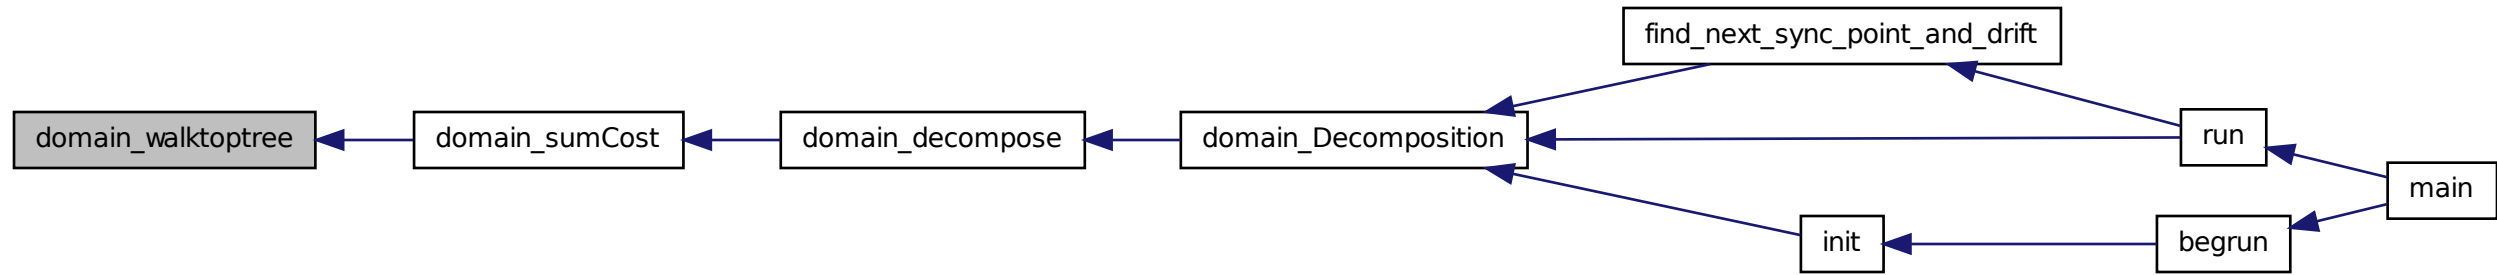 find_next_sync_point_and_drift
domain_walktoptree
domain_sumCost
domain_decompose
domain_Decomposition
run
main
init
begrun